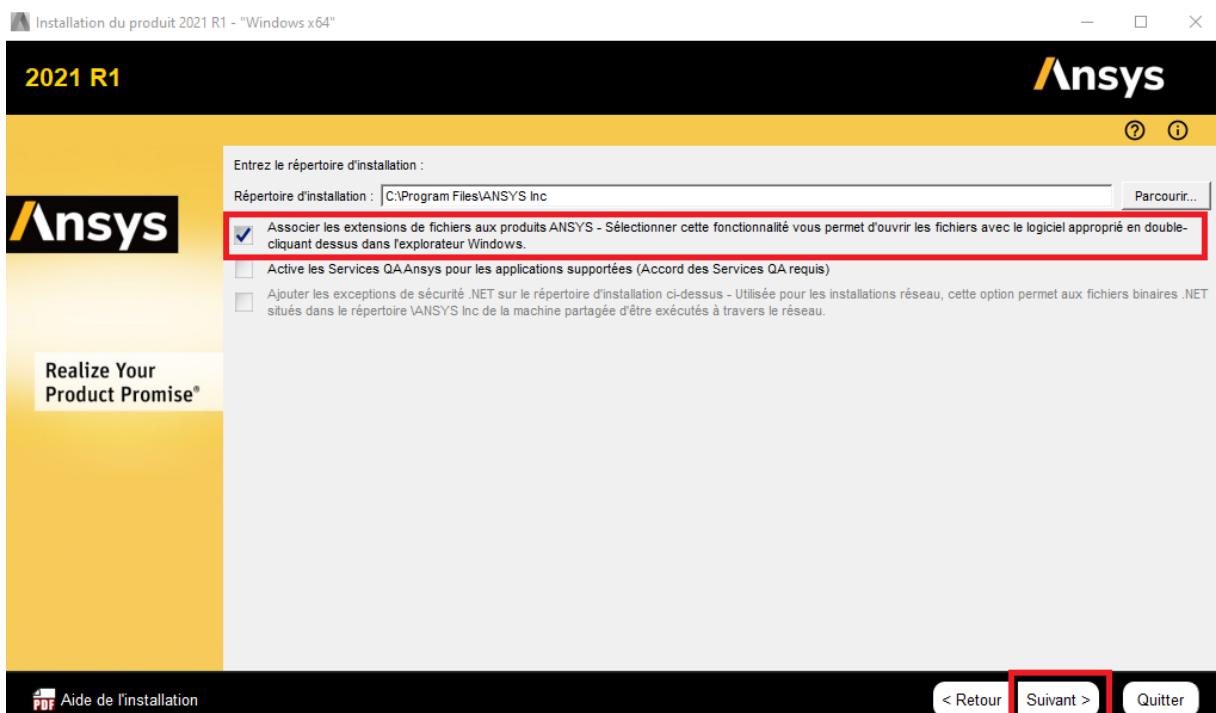 Installation du produit 2021 R1 - "Windows x64"
2021 R1
Ansys
Entrez le répertoire d'installation :
Répertoire d'installation : C:\Program Files\ANSYS Inc Parcourir...
Ansys
Associer les extensions de fichiers aux produits ANSYS - Sélectionner cette fonctionnalité vous permet d'ouvrir les fichiers avec le logiciel approprié en double-
cliquant dessus dans l'explorateur Windows.
Active les Services QA Ansys pour les applications supportées (Accord des Services QA requis)
Ajouter les exceptions de sécurité .NET sur le répertoire d'installation ci-dessus - Utilisée pour les installations réseau, cette option permet aux fichiers binaires .NET
situés dans le répertoire \ANSYS Inc de la machine partagée d'être exécutés à travers le réseau.
Realize Your
Product Promise®
PDF Aide de l'installation
< Retour Suivant > Quitter